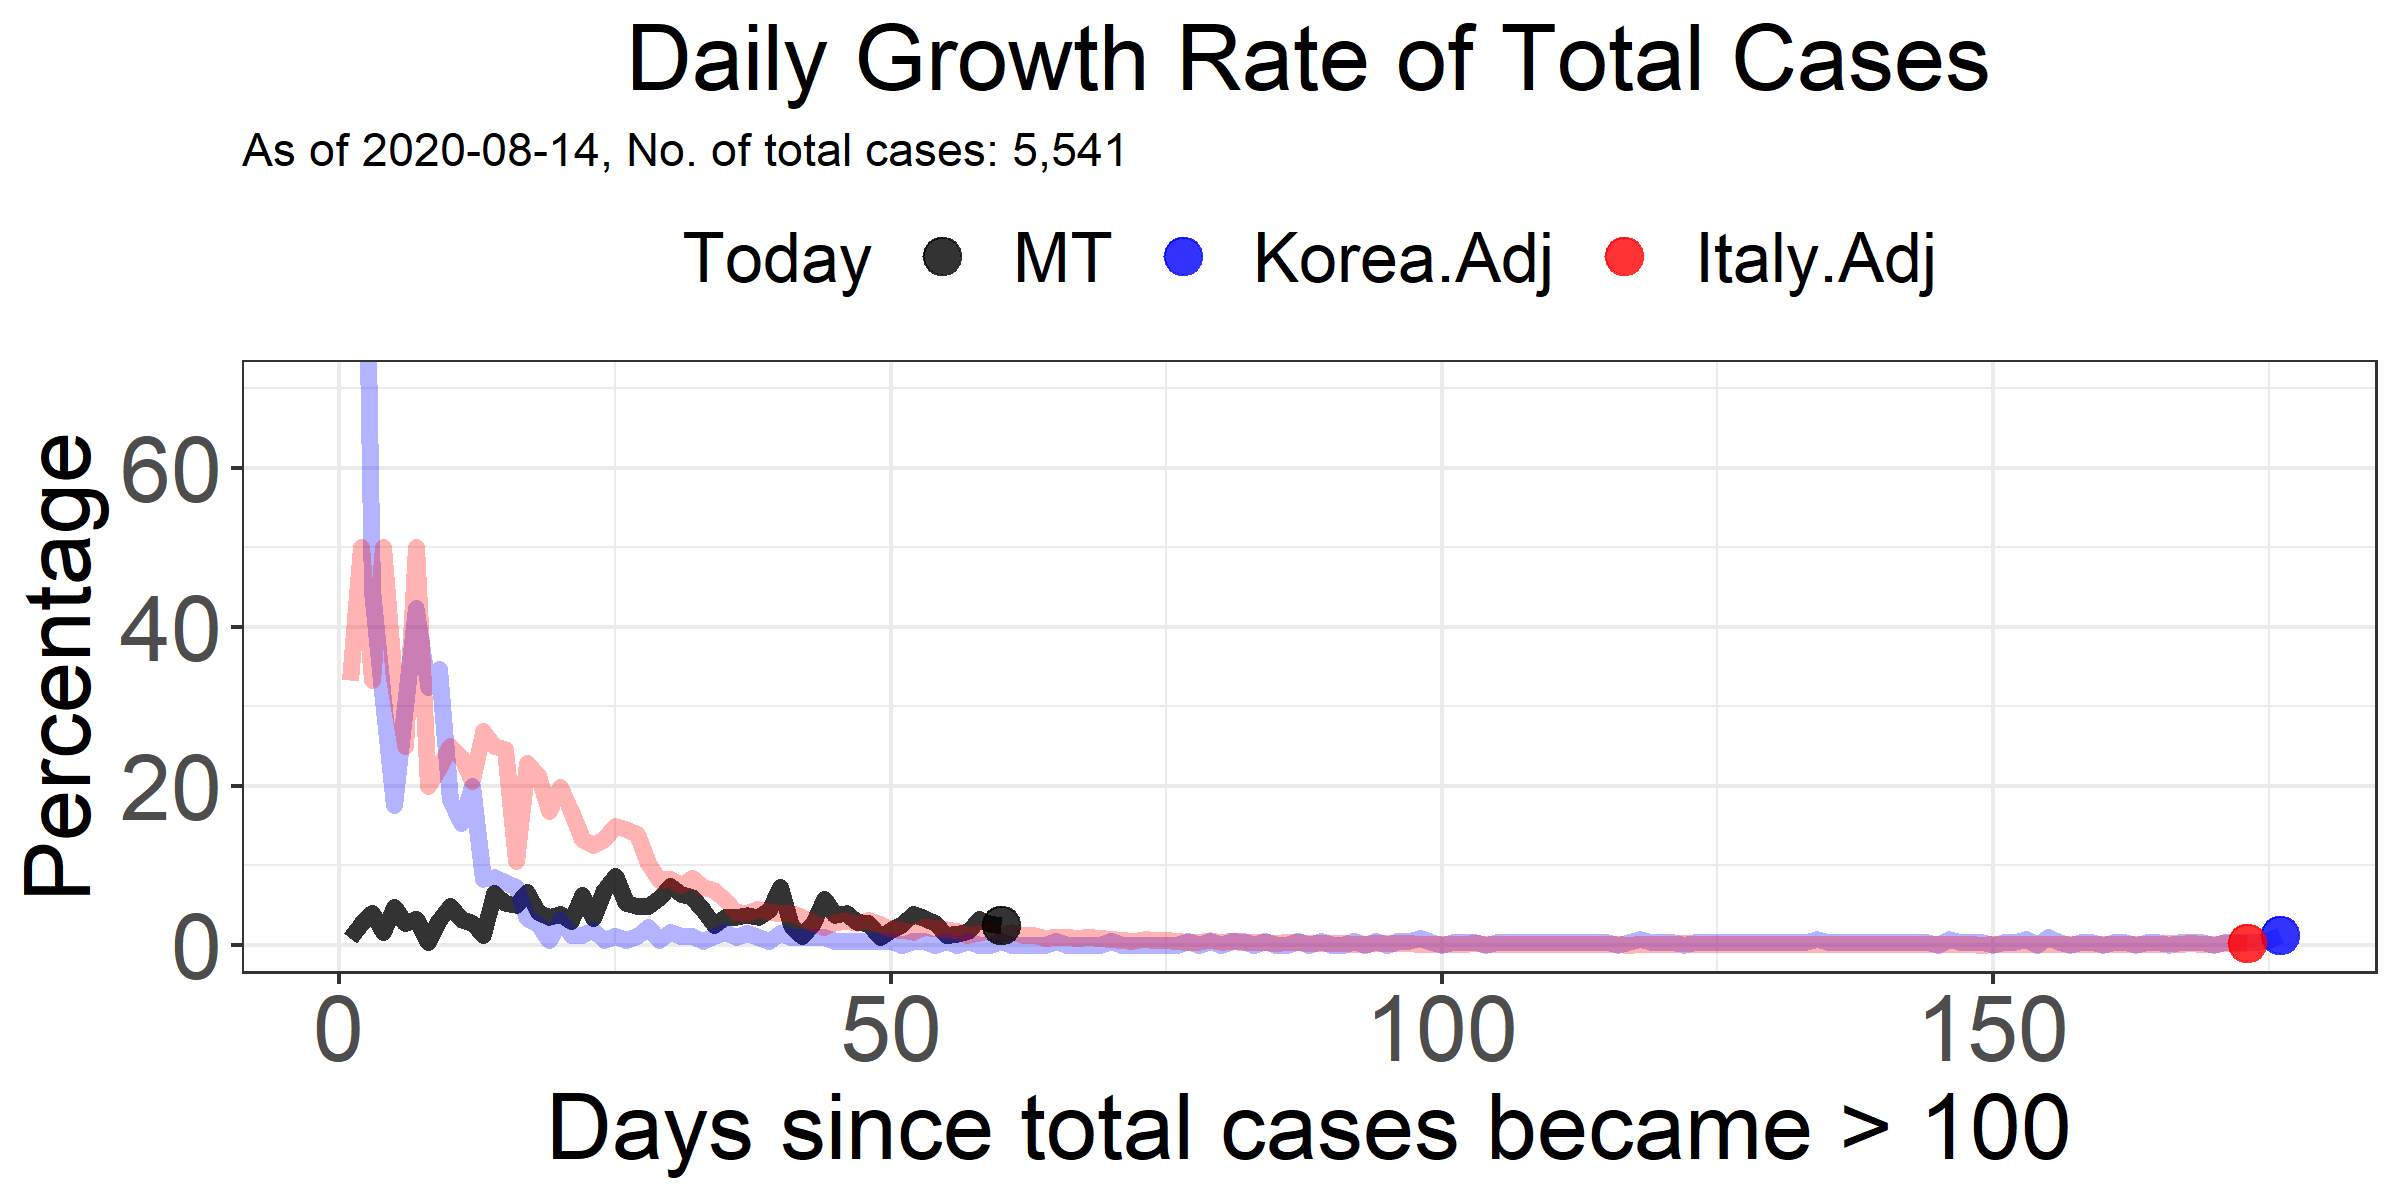 Daily Growth Rate of Total Cases
As of 2020-08-14, No. of total cases: 5,541
Today MT Korea.Adj Italy.Adj
Percentage
60
40
20
0
0 50 100 150
Days since total cases became > 100